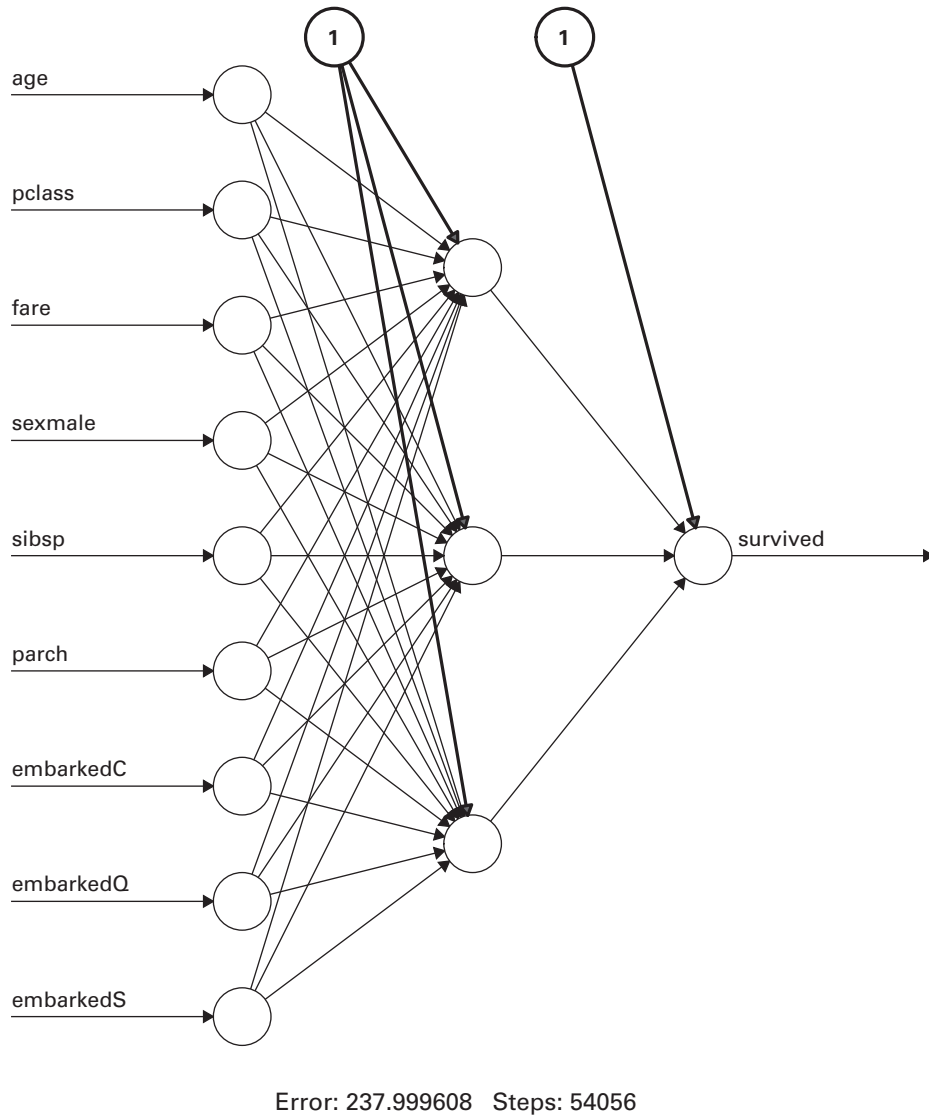 1
1
age
pclass
fare
sexmale
sibsp
survived
parch
embarkedC
embarkedQ
embarkedS
Error: 237.999608 Steps: 54056